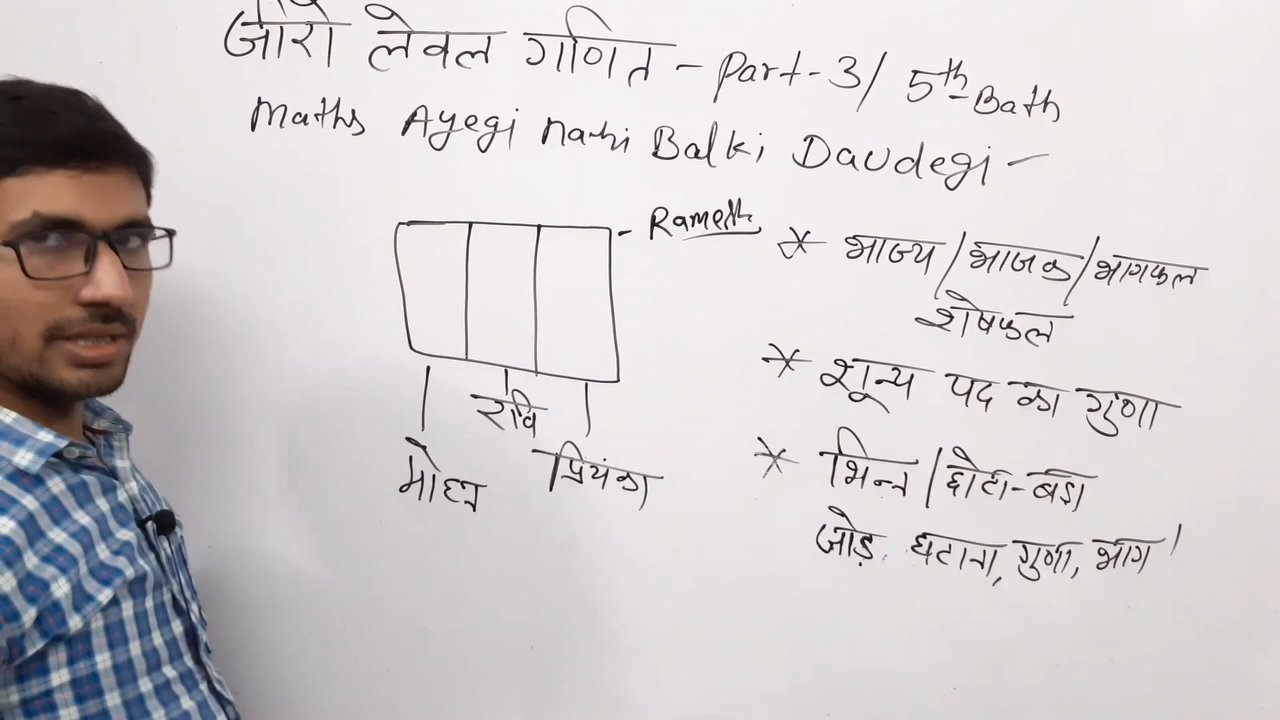 जीरो लेवल गणित - Part-3/ 5th Bath
Maths Ayegi Nahi Balki Daudegi -
- Ramesh
* भाज्य/भाजक/भागफल
शेषफल
* शून्य पद का गुणा
रवि
मोहन प्रियंका
* भिन्न/छोटा-बड़ा
जोड़ घटाना, गुणा, भाग